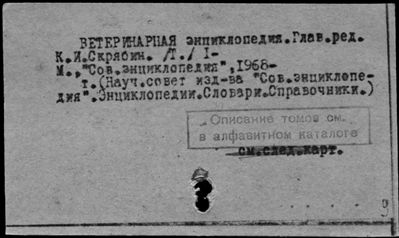 ВЕТЕРИНАРНАЯ энциклопедия.Глав.ред.
К.И.Скрябин. /Т./ I-
М.,"Сов.энциклопедия",1968-
т.(Науч.совет изд-ва "Сов.энциклопе-
дия".Энциклопедии.Словари.Справочники.)
Описание томов см.
в алфавитном каталоге
см.след.карт.